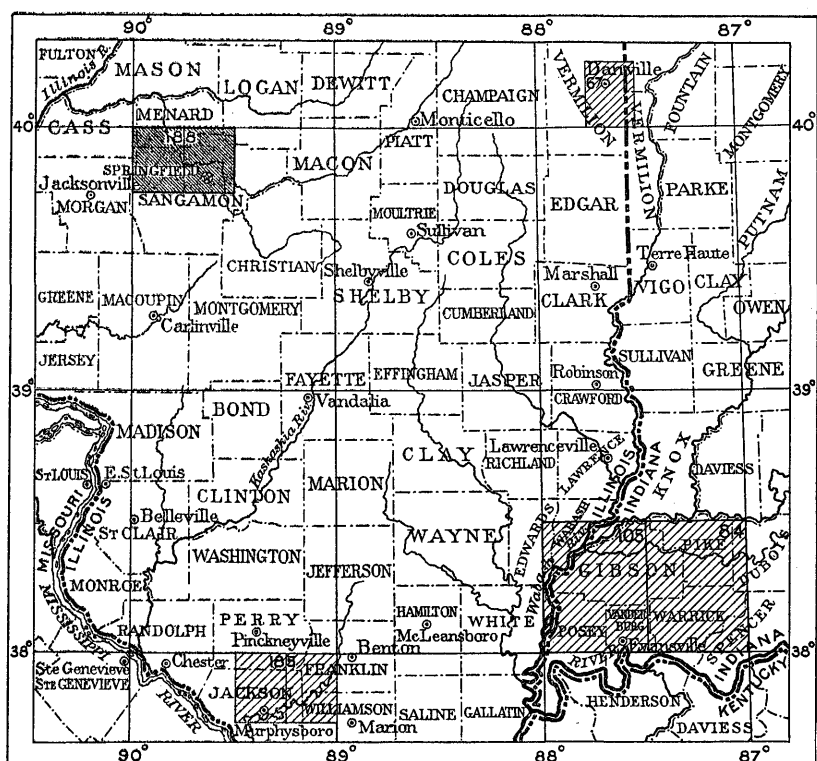 90° 89° 88° 87°
FULTON
Illinois R.
MASON
LOGAN
DEWITT
VERMILION
Danville
67
FOUNTAIN
MONTGOMERY
CHAMPAIGN
40°
CASS
MENARD
Monticello
PIATT
VERMILION
40°
188
SPRINGFIELD
MACON
Jacksonville
MORGAN
SANGAMON
DOUGLAS
EDGAR
PARKE
PUTNAM
MOULTRIE
Sullivan
CHRISTIAN
Shelbyville
COLES
Terre Haute
Marshall
GREENE
MACOUPIN
MONTGOMERY
SHELBY
CLARK
VIGO
CLAY
OWEN
Carlinville
CUMBERLAND
JERSEY
SULLIVAN
39°
FAYETTE
EFFINGHAM
JASPER
Robinson
CRAWFORD
GREENE
39°
BOND
Vandalia
MADISON
Kaskaskia Riv.
CLAY
Lawrenceville
RICHLAND
LAWRENCE
ILLINOIS
INDIANA
KNOX
DAVIESS
ST LOUIS
E. St Louis
MARION
CLINTON
MISSOURI
ILLINOIS
Belleville
ST CLAIR
WASHINGTON
WAYNE
EDWARDS
WABASH
Wabash Riv.
105
84
PIKE
DUBOIS
GIBSON
MONROE
JEFFERSON
MISSISSIPPI
RIVER
RANDOLPH
PERRY
Pinckneyville
HAMILTON
McLeansboro
WHITE
POSEY
VANDER
BURG
WARRICK
SPENCER
38°
Ste Genevieve
STE GENEVIEVE
Chester
185
Benton
FRANKLIN
RIVER
Evansville
INDIANA
KENTUCKY
38°
JACKSON
WILLIAMSON
Murphysboro
Marion
SALINE
GALLATIN
HENDERSON
DAVIESS
90° 89° 88° 87°